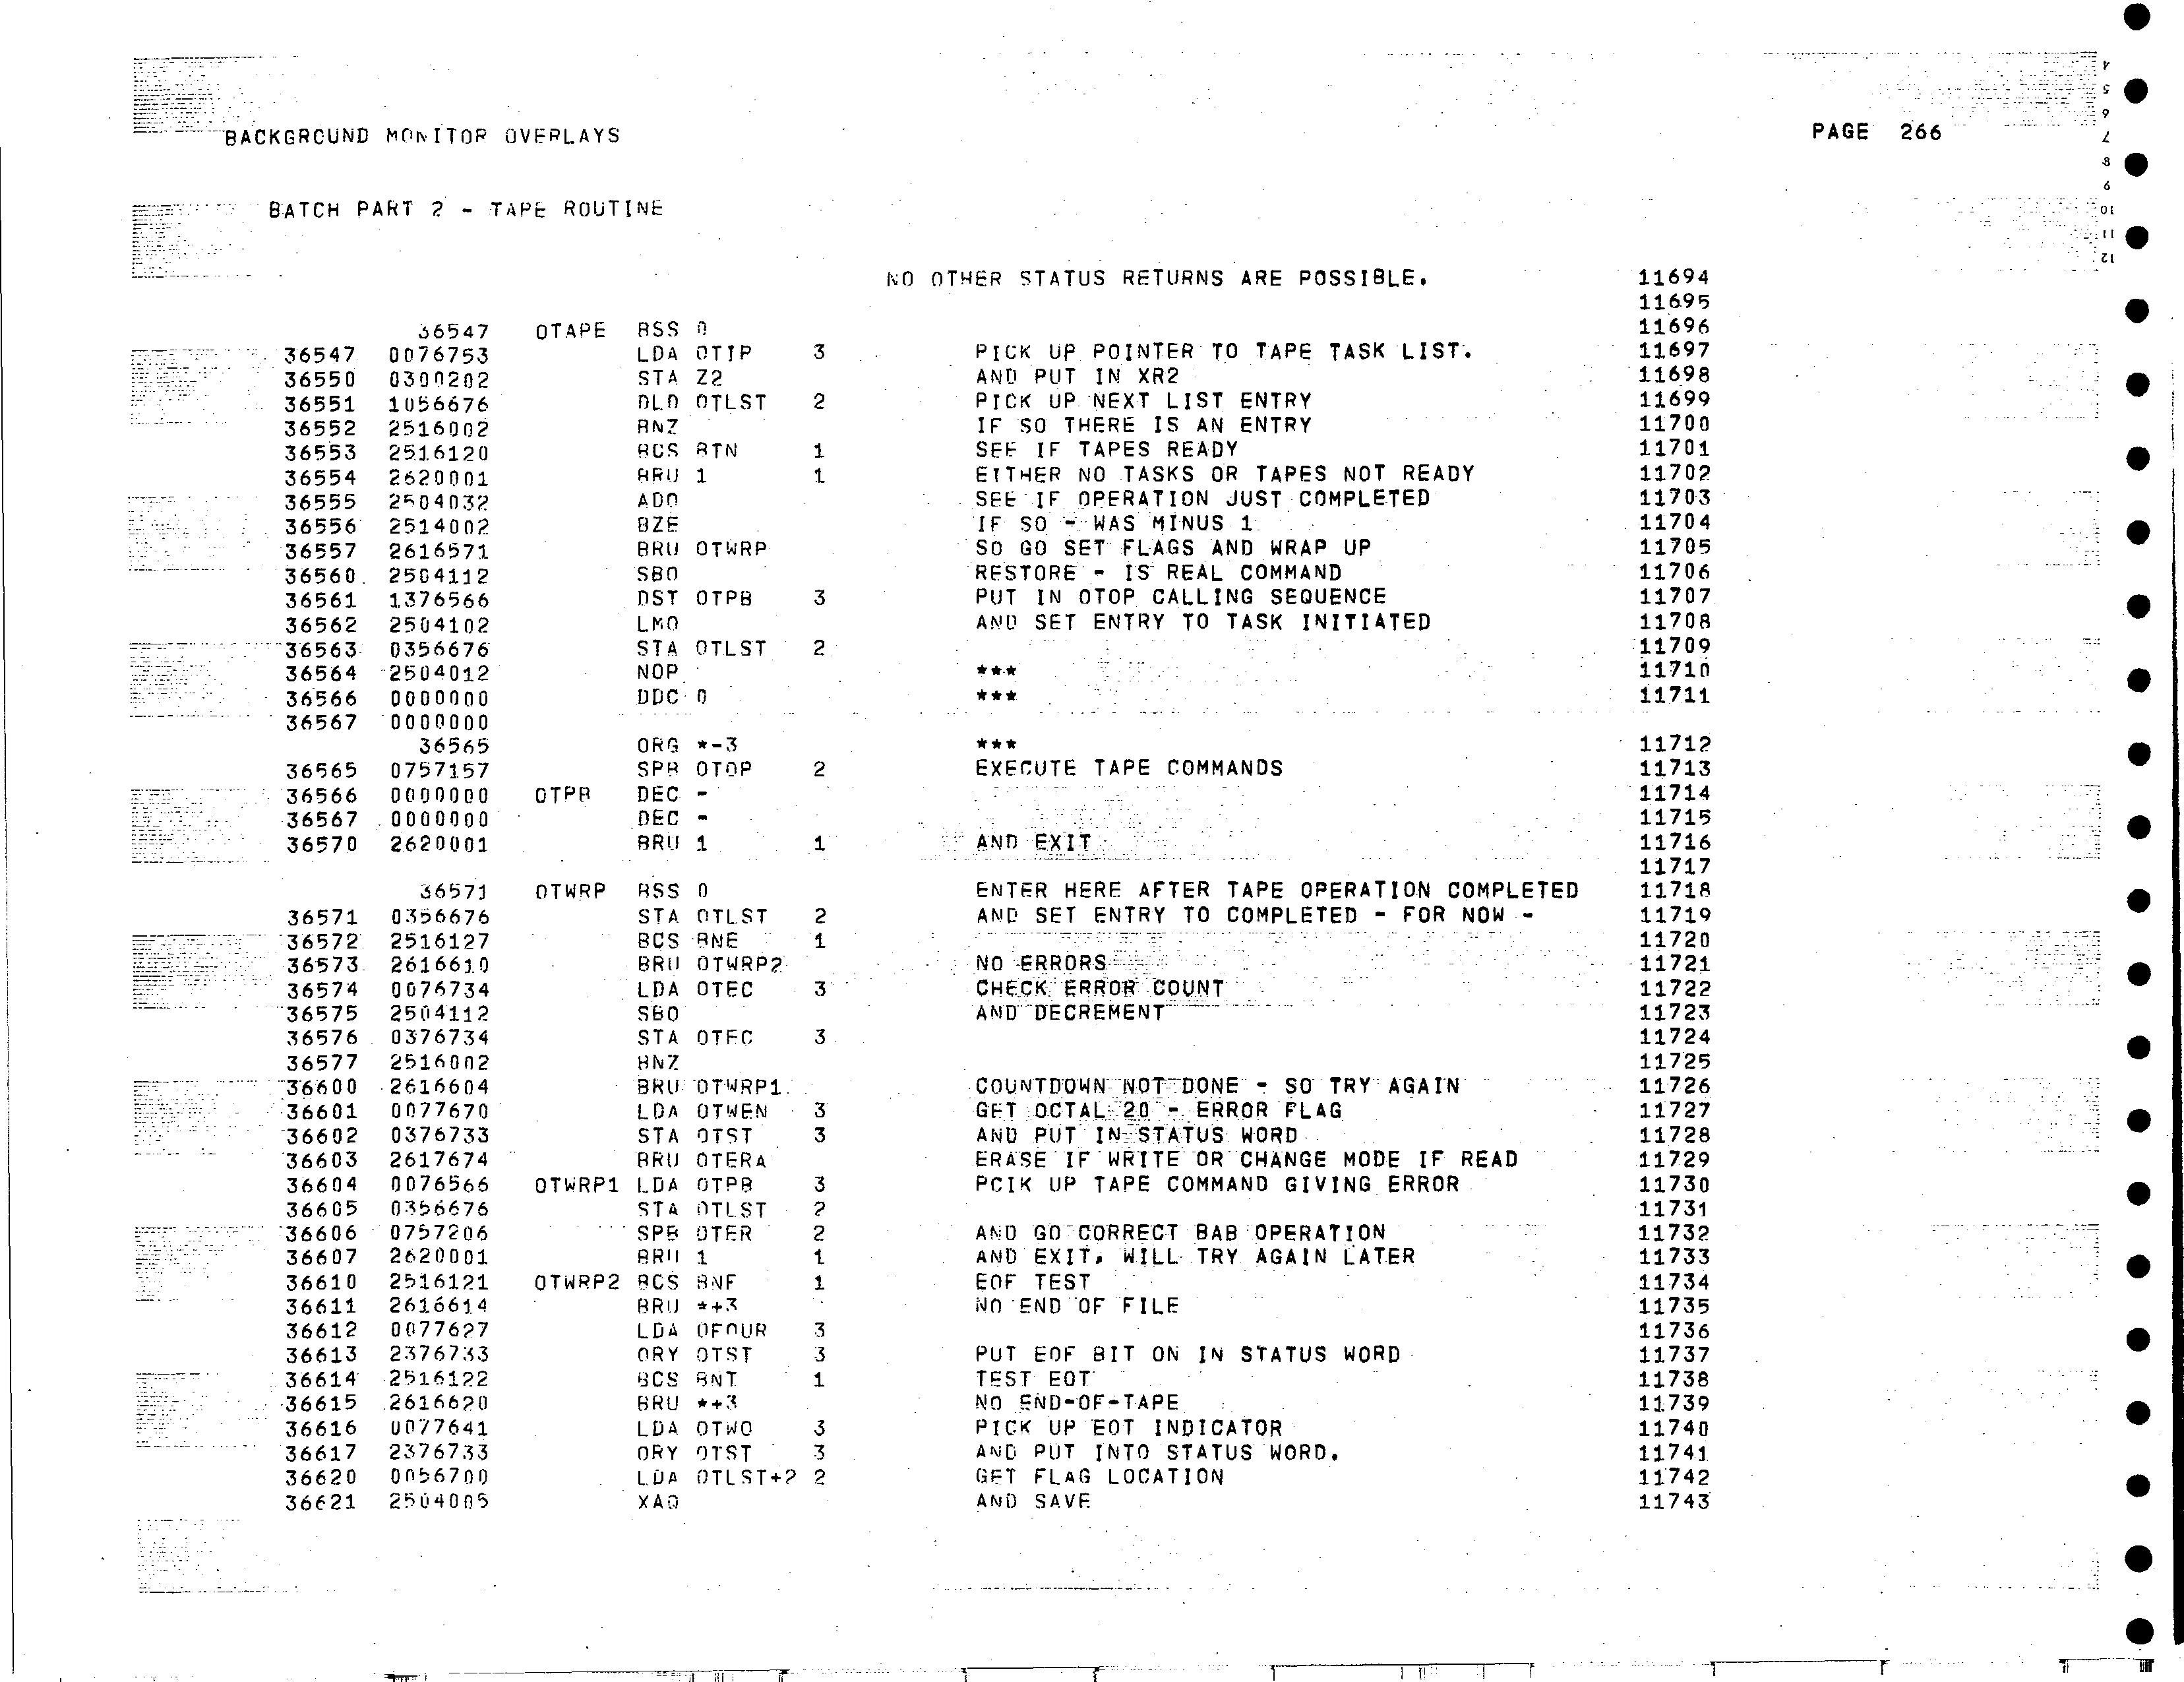 BACKGROUND MONITOR OVERLAYS PAGE 266
BATCH PART 2 - TAPE ROUTINE
NO OTHER STATUS RETURNS ARE POSSIBLE. 11694
11695
36547 OTAPE BSS 0 11696
36547 0076753 LDA OTIP 3 PICK UP POINTER TO TAPE TASK LIST. 11697
36550 0300202 STA Z2 AND PUT IN XR2 11698
36551 1056676 DLD OTLST 2 PICK UP NEXT LIST ENTRY 11699
36552 2516002 BNZ IF SO THERE IS AN ENTRY 11700
36553 2516120 BCS BTN 1 SEE IF TAPES READY 11701
36554 2620001 BRU 1 1 EITHER NO TASKS OR TAPES NOT READY 11702
36555 2504032 ADO SEE IF OPERATION JUST COMPLETED 11703
36556 2514002 BZE IF SO - WAS MINUS 1 11704
36557 2616571 BRU OTWRP SO GO SET FLAGS AND WRAP UP 11705
36560 2504112 SBO RESTORE - IS REAL COMMAND 11706
36561 1376566 DST OTPB 3 PUT IN OTOP CALLING SEQUENCE 11707
36562 2504102 LMO AND SET ENTRY TO TASK INITIATED 11708
36563 0356676 STA OTLST 2 11709
36564 2504012 NOP *** 11710
36566 0000000 DDC 0 *** 11711
36567 0000000
36565 ORG *-3 *** 11712
36565 0757157 SPB OTOP 2 EXECUTE TAPE COMMANDS 11713
36566 0000000 OTPB DEC - 11714
36567 0000000 DEC - 11715
36570 2620001 BRU 1 1 AND EXIT 11716
11717
36571 OTWRP BSS 0 ENTER HERE AFTER TAPE OPERATION COMPLETED 11718
36571 0356676 STA OTLST 2 AND SET ENTRY TO COMPLETED - FOR NOW - 11719
36572 2516127 BCS BNE 1 11720
36573 2616610 BRU OTWRP2 NO ERRORS 11721
36574 0076734 LDA OTEC 3 CHECK ERROR COUNT 11722
36575 2504112 SBO AND DECREMENT 11723
36576 0376734 STA OTEC 3 11724
36577 2516002 BNZ 11725
36600 2616604 BRU OTWRP1 COUNTDOWN NOT DONE - SO TRY AGAIN 11726
36601 0077670 LDA OTWEN 3 GET OCTAL 20 - ERROR FLAG 11727
36602 0376733 STA OTST 3 AND PUT IN STATUS WORD 11728
36603 2617674 BRU OTERA ERASE IF WRITE OR CHANGE MODE IF READ 11729
36604 0076566 OTWRP1 LDA OTPB 3 PCIK UP TAPE COMMAND GIVING ERROR 11730
36605 0356676 STA OTLST 2 11731
36606 0757206 SPB OTER 2 AND GO CORRECT BAB OPERATION 11732
36607 2620001 BRU 1 1 AND EXIT, WILL TRY AGAIN LATER 11733
36610 2516121 OTWRP2 BCS BNF 1 EOF TEST 11734
36611 2616614 BRU *+3 NO END OF FILE 11735
36612 0077627 LDA OFOUR 3 11736
36613 2376733 ORY OTST 3 PUT EOF BIT ON IN STATUS WORD 11737
36614 2516122 BCS BNT 1 TEST EOT 11738
36615 2616620 BRU *+3 NO END-OF-TAPE 11739
36616 0077641 LDA OTWO 3 PICK UP EOT INDICATOR 11740
36617 2376733 ORY OTST 3 AND PUT INTO STATUS WORD. 11741
36620 0056700 LDA OTLST+2 2 GET FLAG LOCATION 11742
36621 2504005 XAQ AND SAVE 11743
4
5
6
7
8
9
10
11
12